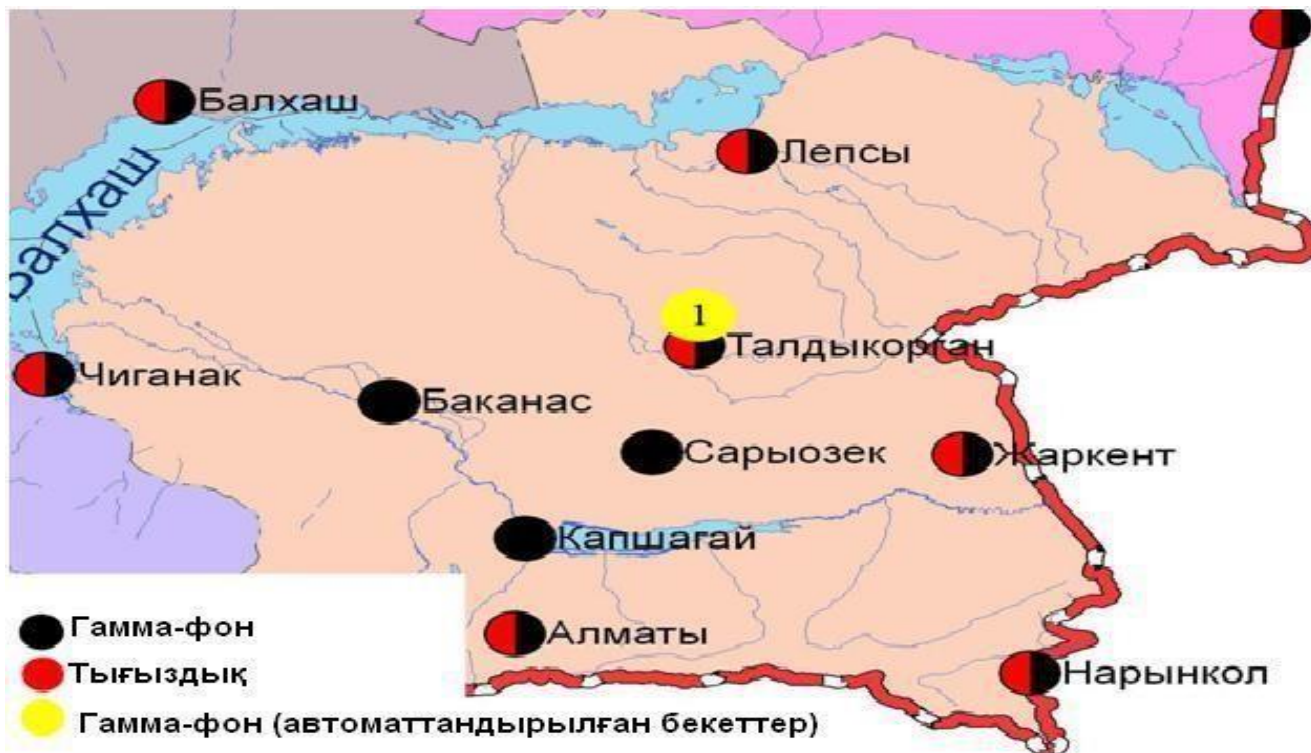 Балхаш
Лепсы
Балхаш
1
Талдыкорган
Чиганак
Баканас
Сарыозек
Жаркент
Капшагай
Гамма-фон
Алматы
Тығыздық
Нарынкол
Гамма-фон (автоматтандырылған бекеттер)